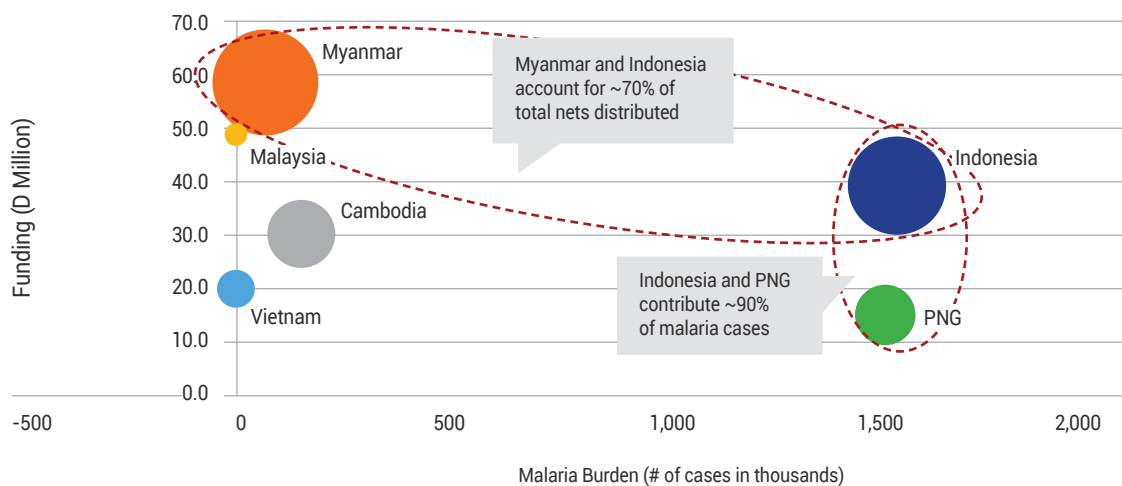 Funding (D Million)
70.0
60.0
50.0
40.0
30.0
20.0
10.0
0.0
Myanmar
Malaysia
Cambodia
Vietnam
Myanmar and Indonesia
account for ~70% of
total nets distributed
Indonesia
Indonesia and PNG
contribute ~90%
of malaria cases
PNG
-500
0
500
1,000
1,500
2,000
Malaria Burden (# of cases in thousands)